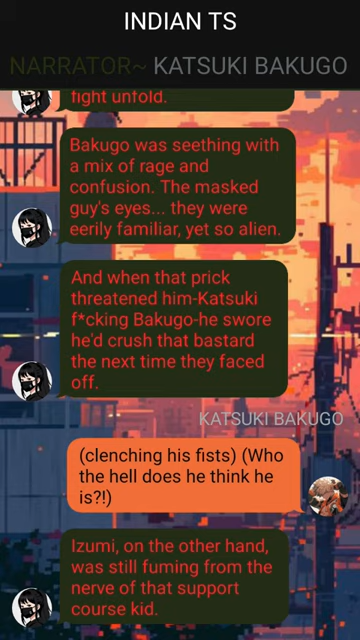 INDIAN TS
NARRATOR~ KATSUKI BAKUGO
fight unfold.
Bakugo was seething with
a mix of rage and
confusion. The masked
guy's eyes... they were
eerily familiar, yet so alien.
And when that prick
threatened him-Katsuki
f*cking Bakugo-he swore
he'd crush that bastard
the next time they faced
off.
KATSUKI BAKUGO
(clenching his fists) (Who
the hell does he think he
is?!)
Izumi, on the other hand,
was still fuming from the
nerve of that support
course kid.